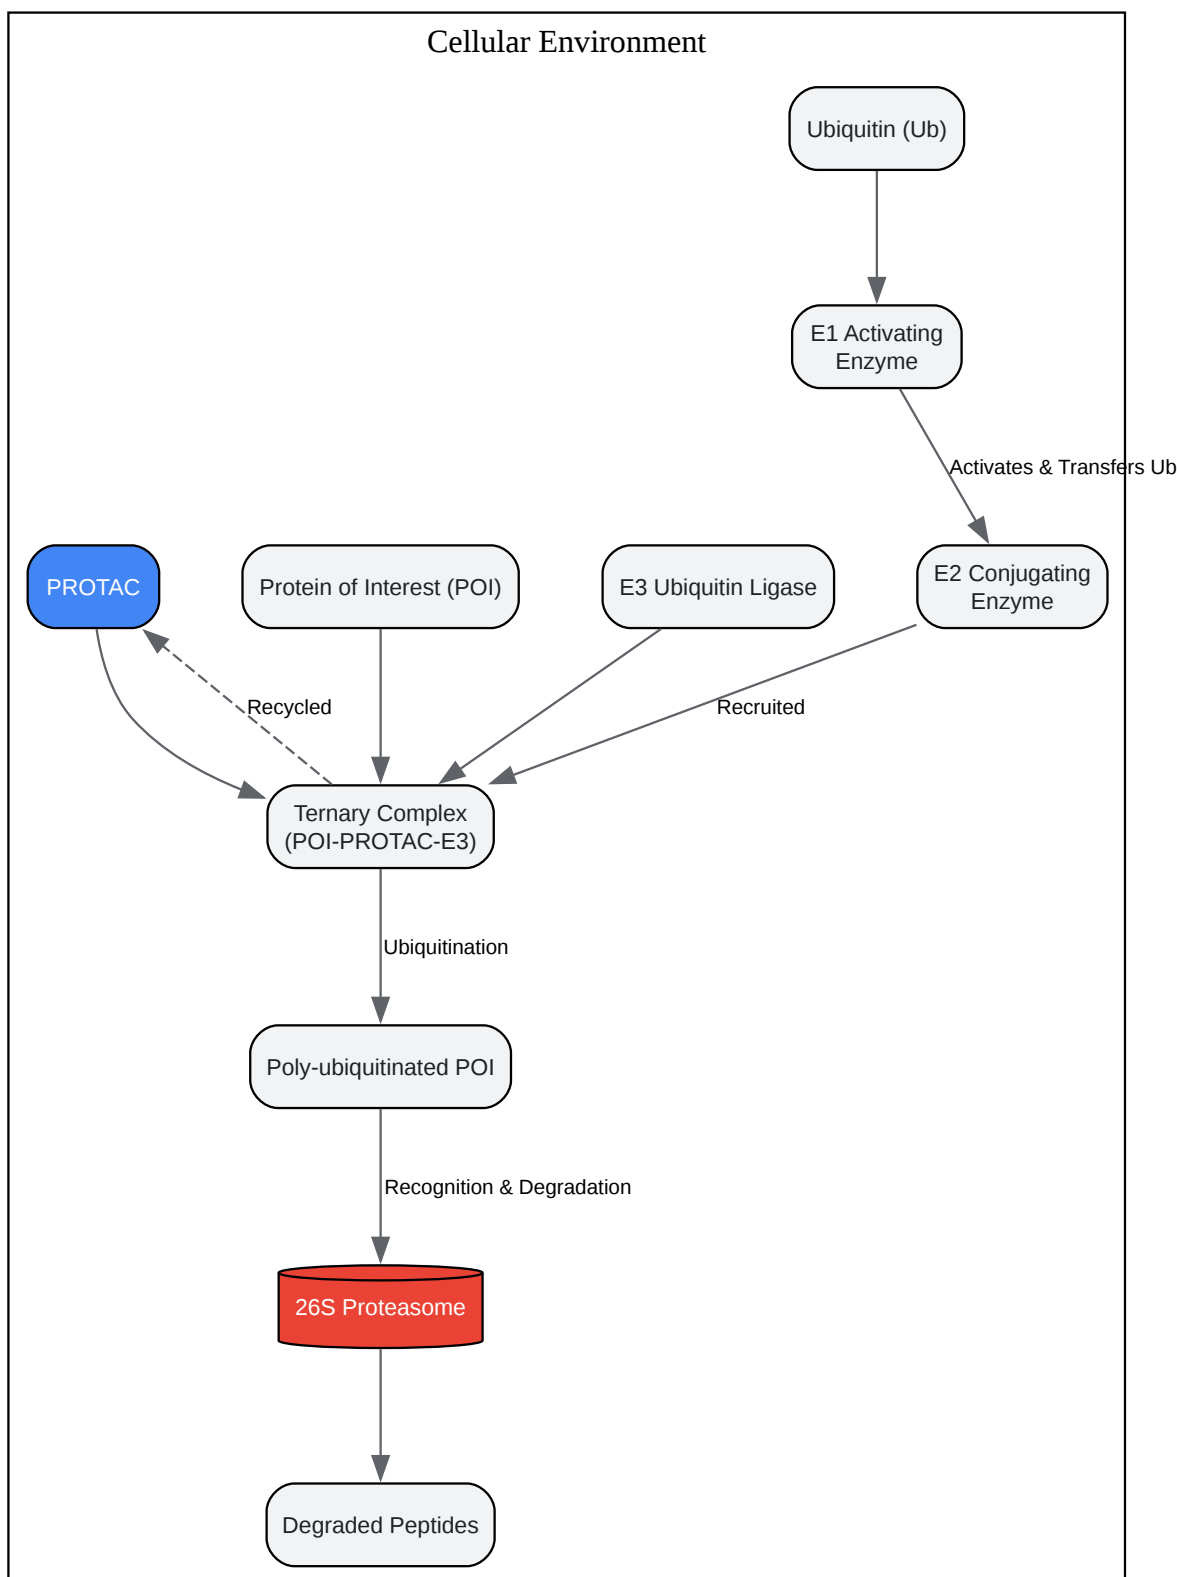 Cellular Environment
Ubiquitin (Ub)
E1 Activating
Enzyme
Activates & Transfers Ub
PROTAC
Protein of Interest (POI)
E3 Ubiquitin Ligase
E2 Conjugating
Enzyme
Recycled
Recruited
Ternary Complex
(POI-PROTAC-E3)
Ubiquitination
Poly-ubiquitinated POI
Recognition & Degradation
26S Proteasome
Degraded Peptides